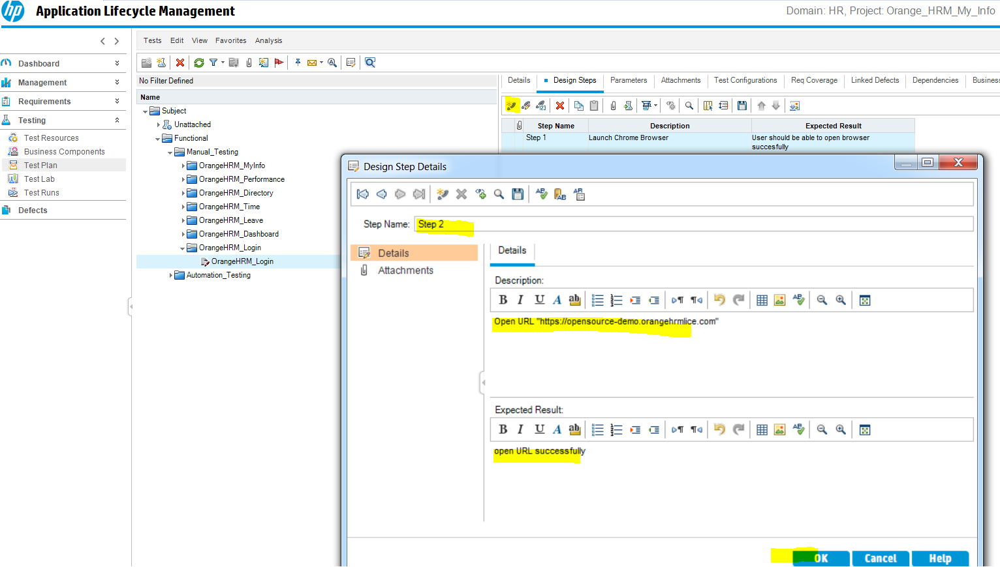 hp Application Lifecycle Management
Domain: HR, Project: Orange_HRM_My_Info
Dashboard
Management
Requirements
Testing
Test Resources
Business Components
Test Plan
Test Lab
Test Runs
Defects
Tests Edit View Favorites Analysis
No Filter Defined
Name
Subject
Unattached
Functional
Manual_Testing
OrangeHRM_MyInfo
OrangeHRM_Performance
OrangeHRM_Directory
OrangeHRM_Time
OrangeHRM_Leave
OrangeHRM_Dashboard
OrangeHRM_Login
OrangeHRM_Login
Automation_Testing
Details Design Steps Parameters Attachments Test Configurations Req Coverage Linked Defects Dependencies Business
Step Name Description Expected Result
Step 1 Launch Chrome Browser User should be able to open browser
succesfully
Design Step Details
Step Name: Step 2
Details
Attachments
Details
Description:
Open URL "https://opensource-demo.orangehrmlice.com"
Expected Result:
open URL successfully
OK Cancel Help